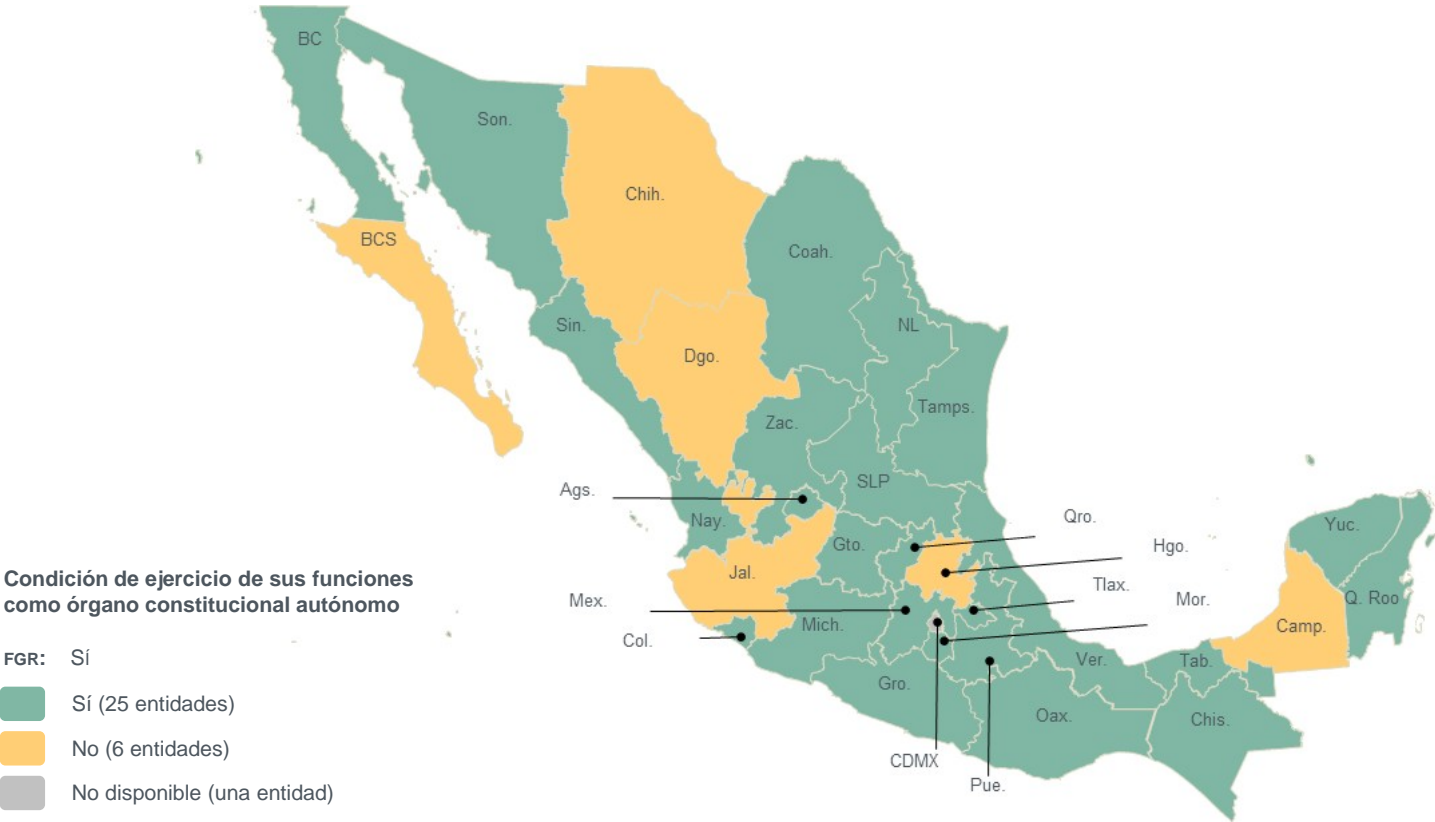 BC
Son.
Chih.
BCS
Coah.
Sin.
NL
Dgo.
Tamps.
Zac.
SLP
Ags.
Nay.
Qro.
Yuc.
Gto.
Hgo.
Jal.
Tlax.
Mex.
Mor.
Q. Roo
Mich.
Camp.
Col.
Ver.
Tab.
Gro.
Oax.
Chis.
CDMX
Pue.
Condición de ejercicio de sus funciones
como órgano constitucional autónomo
FGR: Sí
Sí (25 entidades)
No (6 entidades)
No disponible (una entidad)